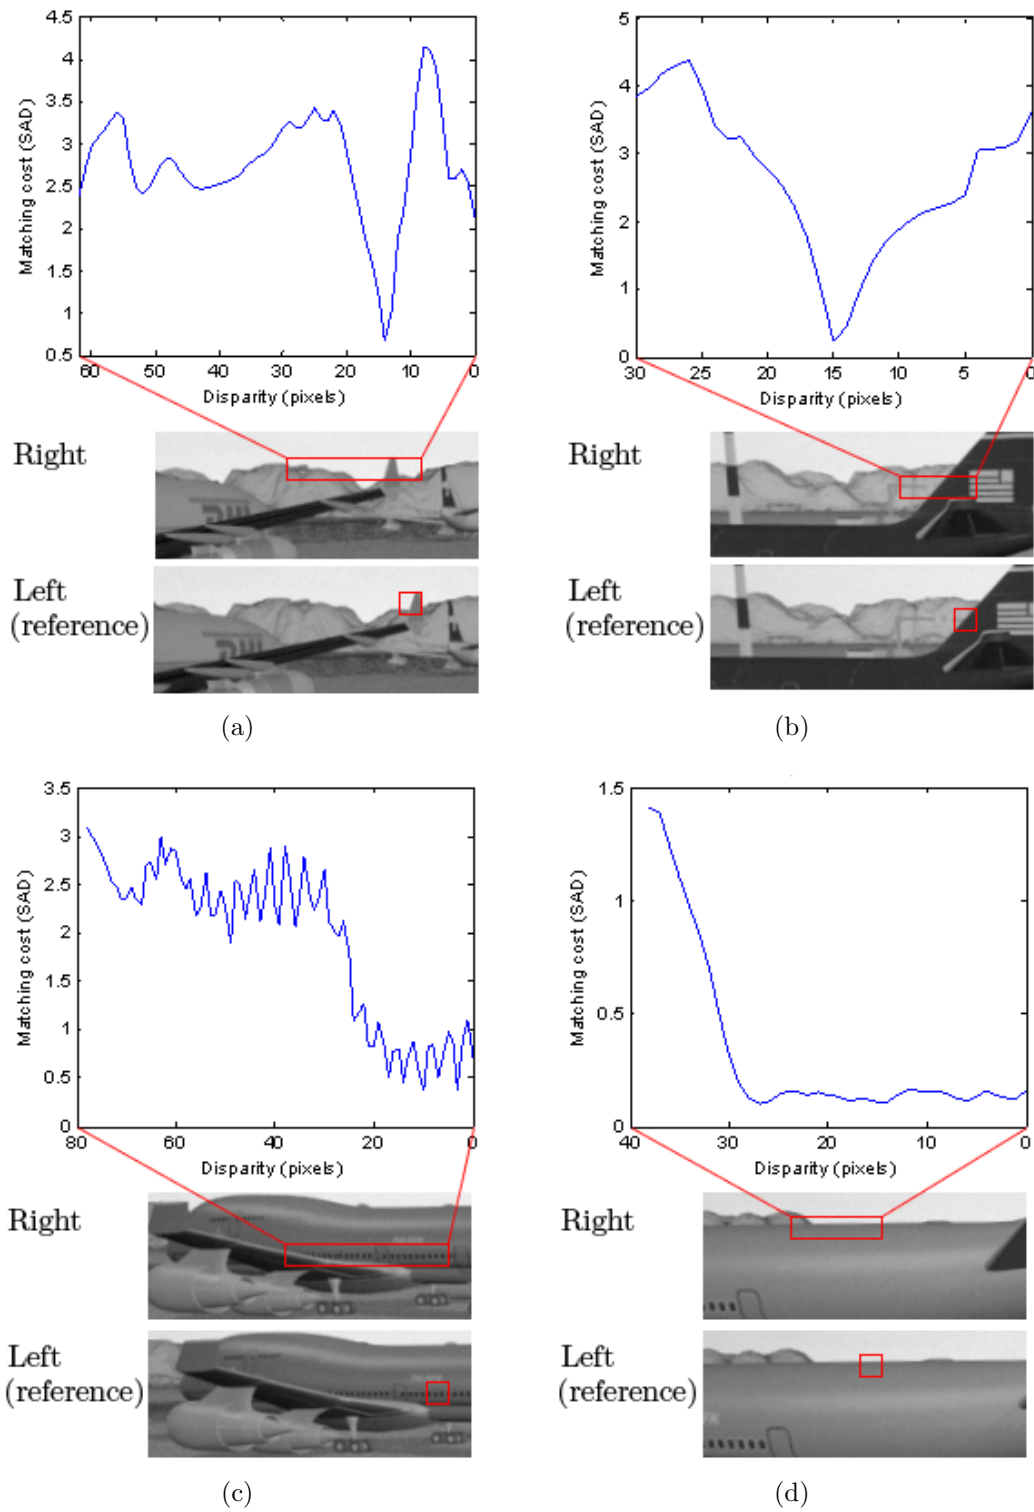 4.5
4
3.5
3
2.5
2
1.5
1
0.5
Matching cost (SAD)
60 50 40 30 20 10 0
Disparity (pixels)
Right
Left
(reference)
(a)
5
4
3
2
1
0
Matching cost (SAD)
30 25 20 15 10 5 0
Disparity (pixels)
Right
Left
(reference)
(b)
3.5
3
2.5
2
1.5
1
0.5
0
Matching cost (SAD)
80 60 40 20 0
Disparity (pixels)
Right
Left
(reference)
(c)
1.5
1
0.5
0
Matching cost (SAD)
40 30 20 10 0
Disparity (pixels)
Right
Left
(reference)
(d)